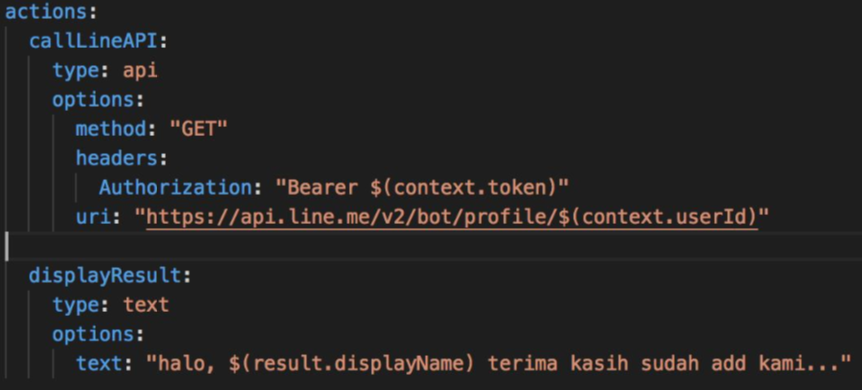 actions:
callLineAPI:
type: api
options:
method: "GET"
headers:
Authorization: "Bearer $(context.token)"
uri: "https://api.line.me/v2/bot/profile/$(context.userId)"
displayResult:
type: text
options:
text: "halo, $(result.displayName) terima kasih sudah add kami..."